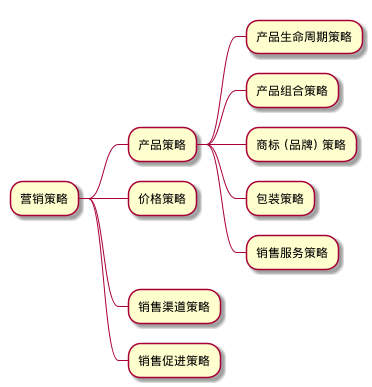 营销策略
产品策略
产品生命周期策略
产品组合策略
商标（品牌）策略
包装策略
销售服务策略
价格策略
销售渠道策略
销售促进策略